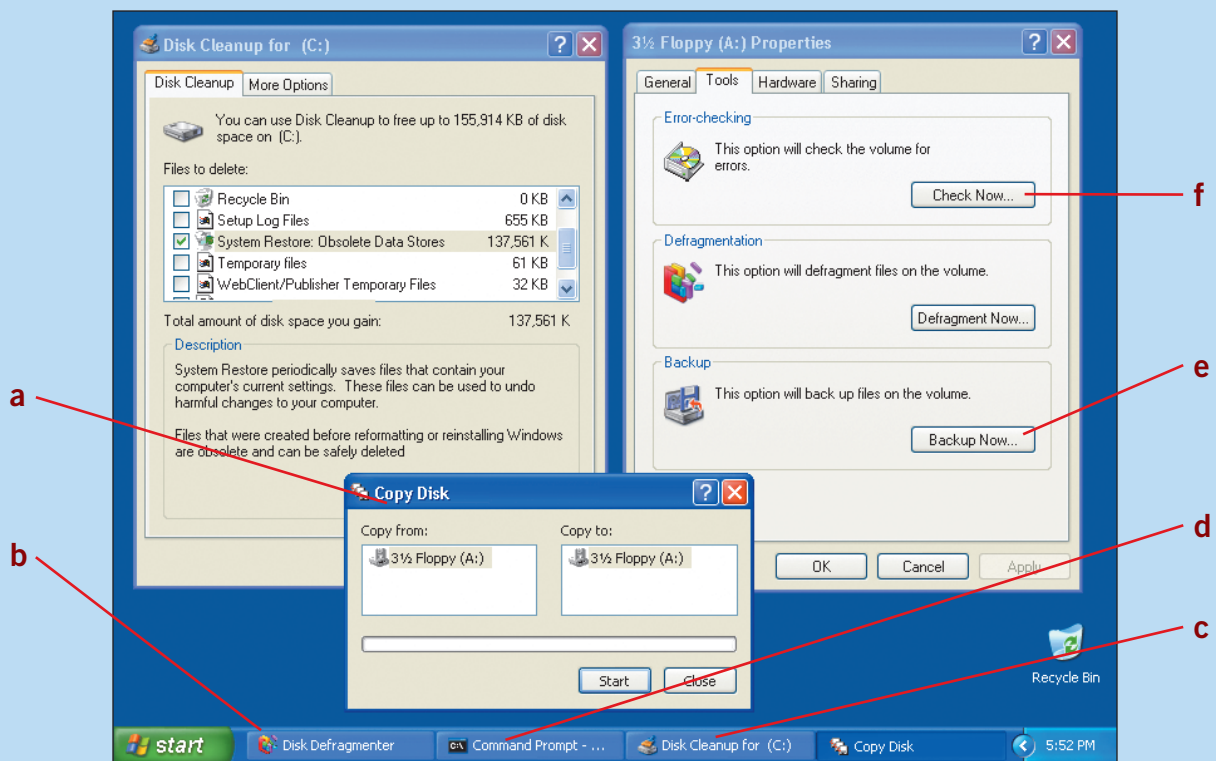 Disk Cleanup for (C:)
Disk Cleanup
More Options
You can use Disk Cleanup to free up to 155,914 KB of disk
space on (C:).
Files to delete:
Recycle Bin 0 KB
Setup Log Files 655 KB
System Restore: Obsolete Data Stores 137,561 K
Temporary files 61 KB
WebClient/Publisher Temporary Files 32 KB
Total amount of disk space you gain: 137,561 K
Description
System Restore periodically saves files that contain your
computer's current settings. These files can be used to undo
harmful changes to your computer.
Files that were created before reformatting or reinstalling Windows
are obsolete and can be safely deleted
3½ Floppy (A:) Properties
General
Tools
Hardware
Sharing
Error-checking
This option will check the volume for
errors.
Check Now...
Defragmentation
This option will defragment files on the volume.
Defragment Now...
Backup
This option will back up files on the volume.
Backup Now...
OK
Cancel
Apply
Copy Disk
Copy from:
3½ Floppy (A:)
Copy to:
3½ Floppy (A:)
Start
Close
Recycle Bin
start
Disk Defragmenter
Command Prompt - ...
Disk Cleanup for (C:)
Copy Disk
5:52 PM
a
b
f
e
d
c